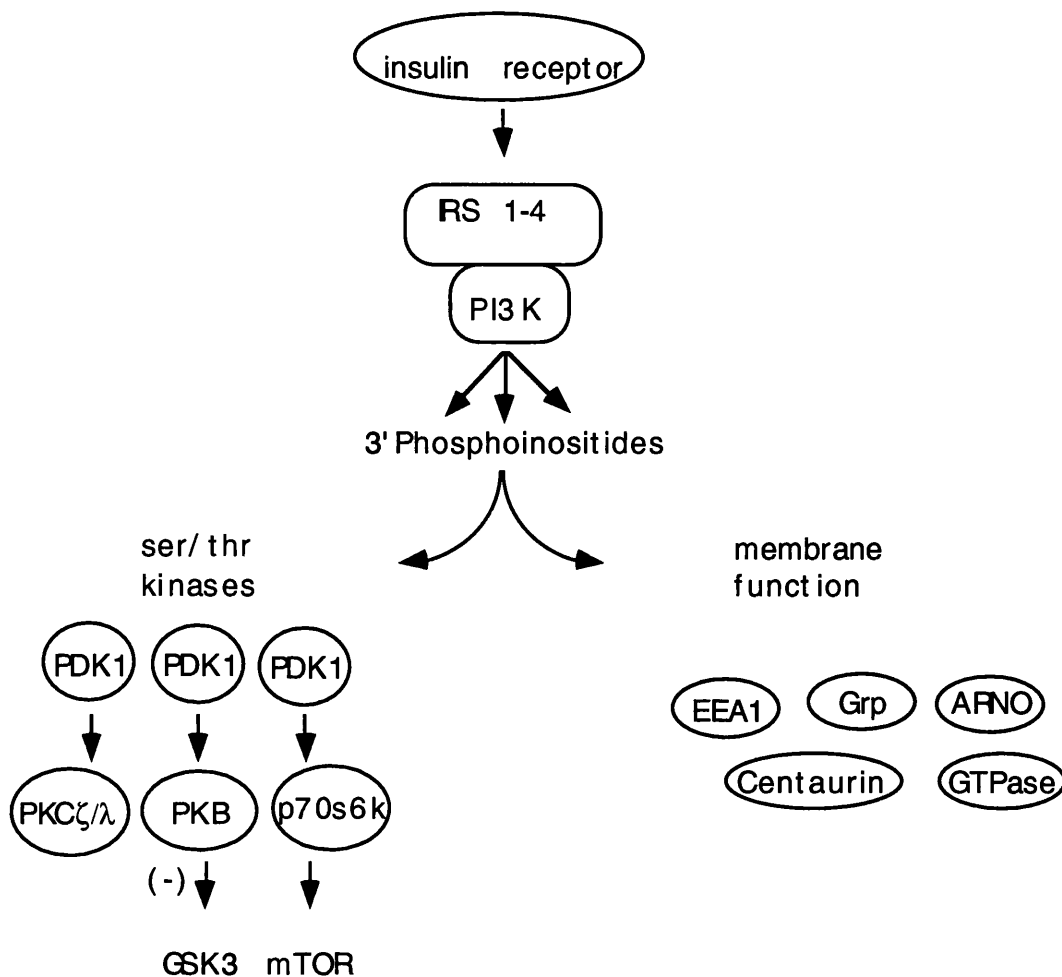 insulin receptor
IRS 1-4
PI3 K
3' Phosphoinositides
ser/ thr
kinases
membrane
function
PDK1 PDK1 PDK1
EEA1 Grp ARNO
Centaurin GTPase
PKCζ/λ PKB p70s6k
(-)
GSK3 mTOR